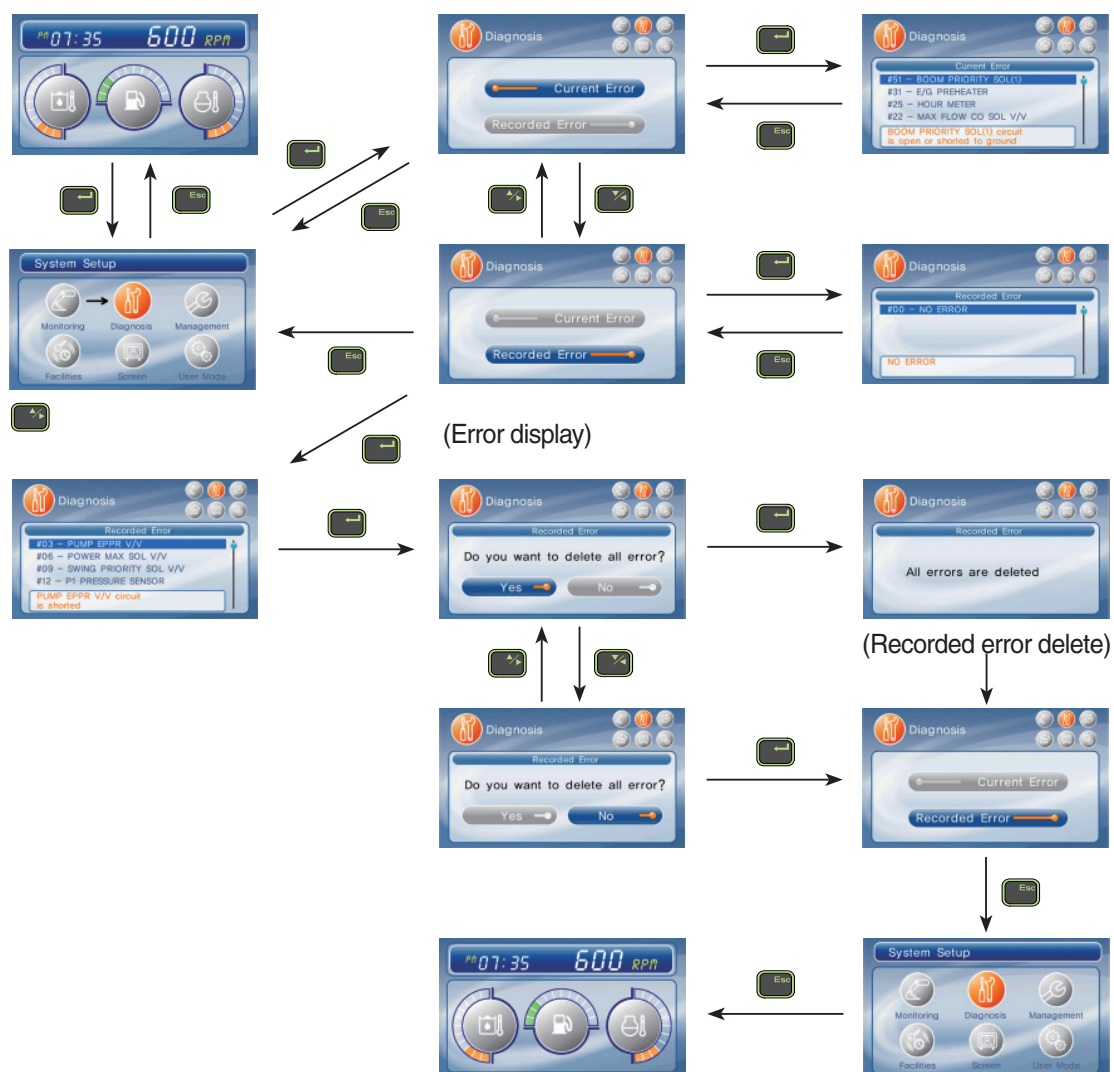 PM 07:35 600 RPM
Diagnosis
Current Error
Recorded Error
Diagnosis
Current Error
#51 - BOOM PRIORITY SOL(1)
#31 - E/G PREHEATER
#25 - HOUR METER
#22 - MAX FLOW CO SOL V/V
BOOM PRIORITY SOL(1) circuit
is open or shorted to ground
Esc
Esc
Esc
System Setup
Monitoring Diagnosis Management
Facilities Screen User Mode
Diagnosis
Current Error
Recorded Error
Esc
Diagnosis
Recorded Error
#00 - NO ERROR
NO ERROR
Esc
(Error display)
Diagnosis
Recorded Error
#03 - PUMP EPPR V/V
#06 - POWER MAX SOL V/V
#09 - SWING PRIORITY SOL V/V
#12 - P1 PRESSURE SENSOR
PUMP EPPR V/V circuit
is shorted
Diagnosis
Recorded Error
Do you want to delete all error?
Yes No
Diagnosis
Recorded Error
All errors are deleted
(Recorded error delete)
Diagnosis
Recorded Error
Do you want to delete all error?
Yes No
Diagnosis
Current Error
Recorded Error
Esc
PM 07:35 600 RPM
Esc
System Setup
Monitoring Diagnosis Management
Facilities Screen User Mode